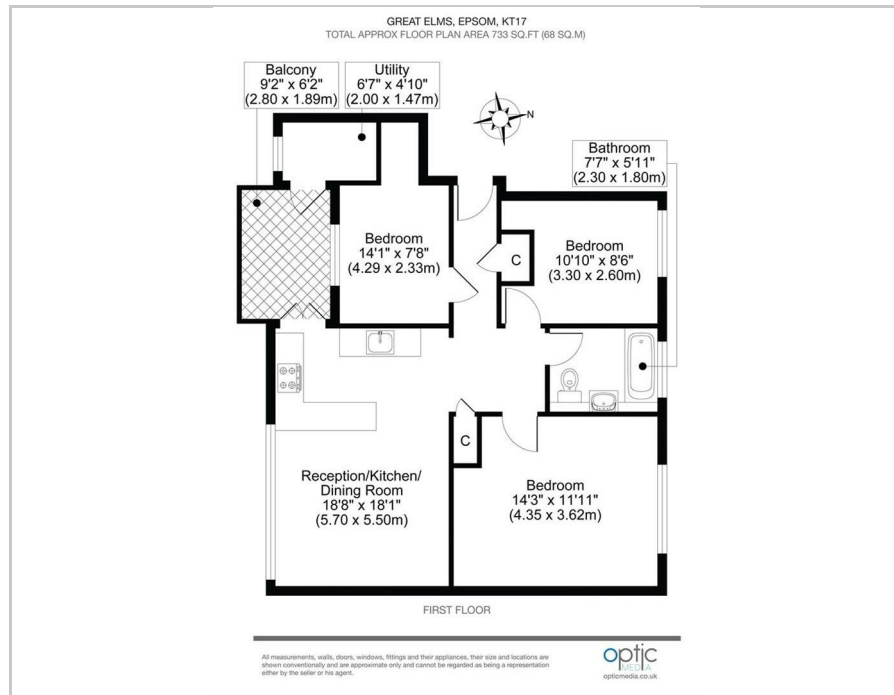 GREAT ELMS, EPSOM, KT17
TOTAL APPROX FLOOR PLAN AREA 733 SQ.FT (68 SQ.M)
Balcony
9'2" x 6'2"
(2.80 x 1.89m)
Utility
6'7" x 4'10"
(2.00 x 1.47m)
N
Bathroom
7'7" x 5'11"
(2.30 x 1.80m)
Bedroom
14'1" x 7'8"
(4.29 x 2.33m)
C
Bedroom
10'10" x 8'6"
(3.30 x 2.60m)
C
Reception/Kitchen/
Dining Room
18'8" x 18'1"
(5.70 x 5.50m)
Bedroom
14'3" x 11'11"
(4.35 x 3.62m)
FIRST FLOOR
All measurements, walls, doors, windows, fittings and their appliances, their size and locations are
shown conventionally and are approximate only and cannot be regarded as being a representation
either by the seller or his agent.
optic
MEDIA
opticmedia.co.uk